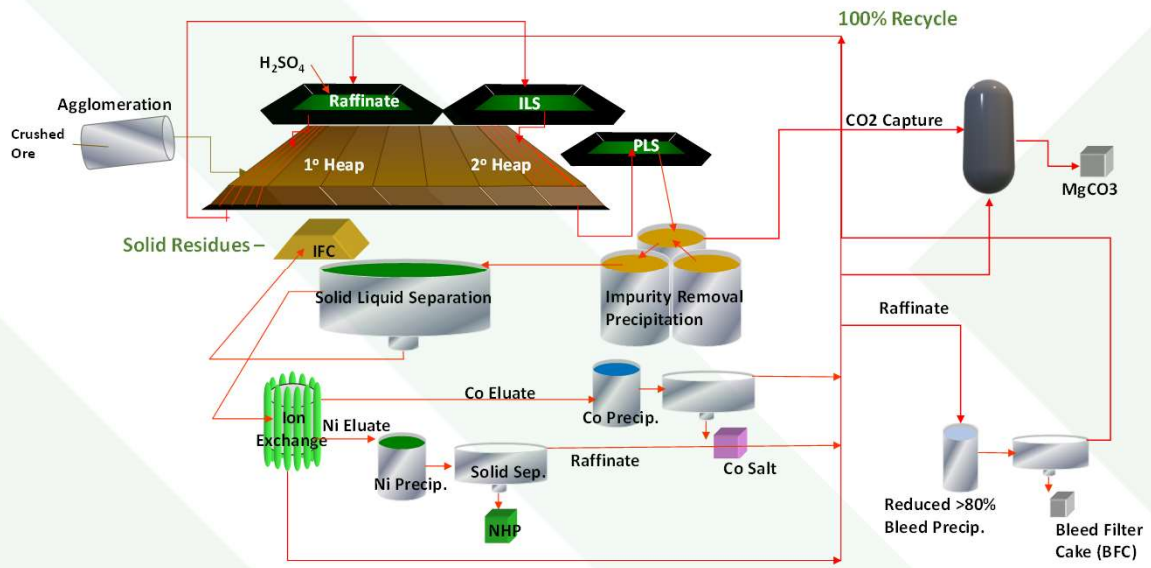 100% Recycle
H₂SO₄
Agglomeration
Raffinate
ILS
Crushed
Ore
CO2 Capture
PLS
1º Heap
2º Heap
MgCO3
Solid Residues –
IFC
Solid Liquid Separation
Impurity Removal
Precipitation
Raffinate
Co Eluate
Co Precip.
Ion
Exchange
Ni Eluate
Raffinate
Co Salt
Ni Precip.
Solid Sep.
NHP
Reduced >80%
Bleed Precip.
Bleed Filter
Cake (BFC)